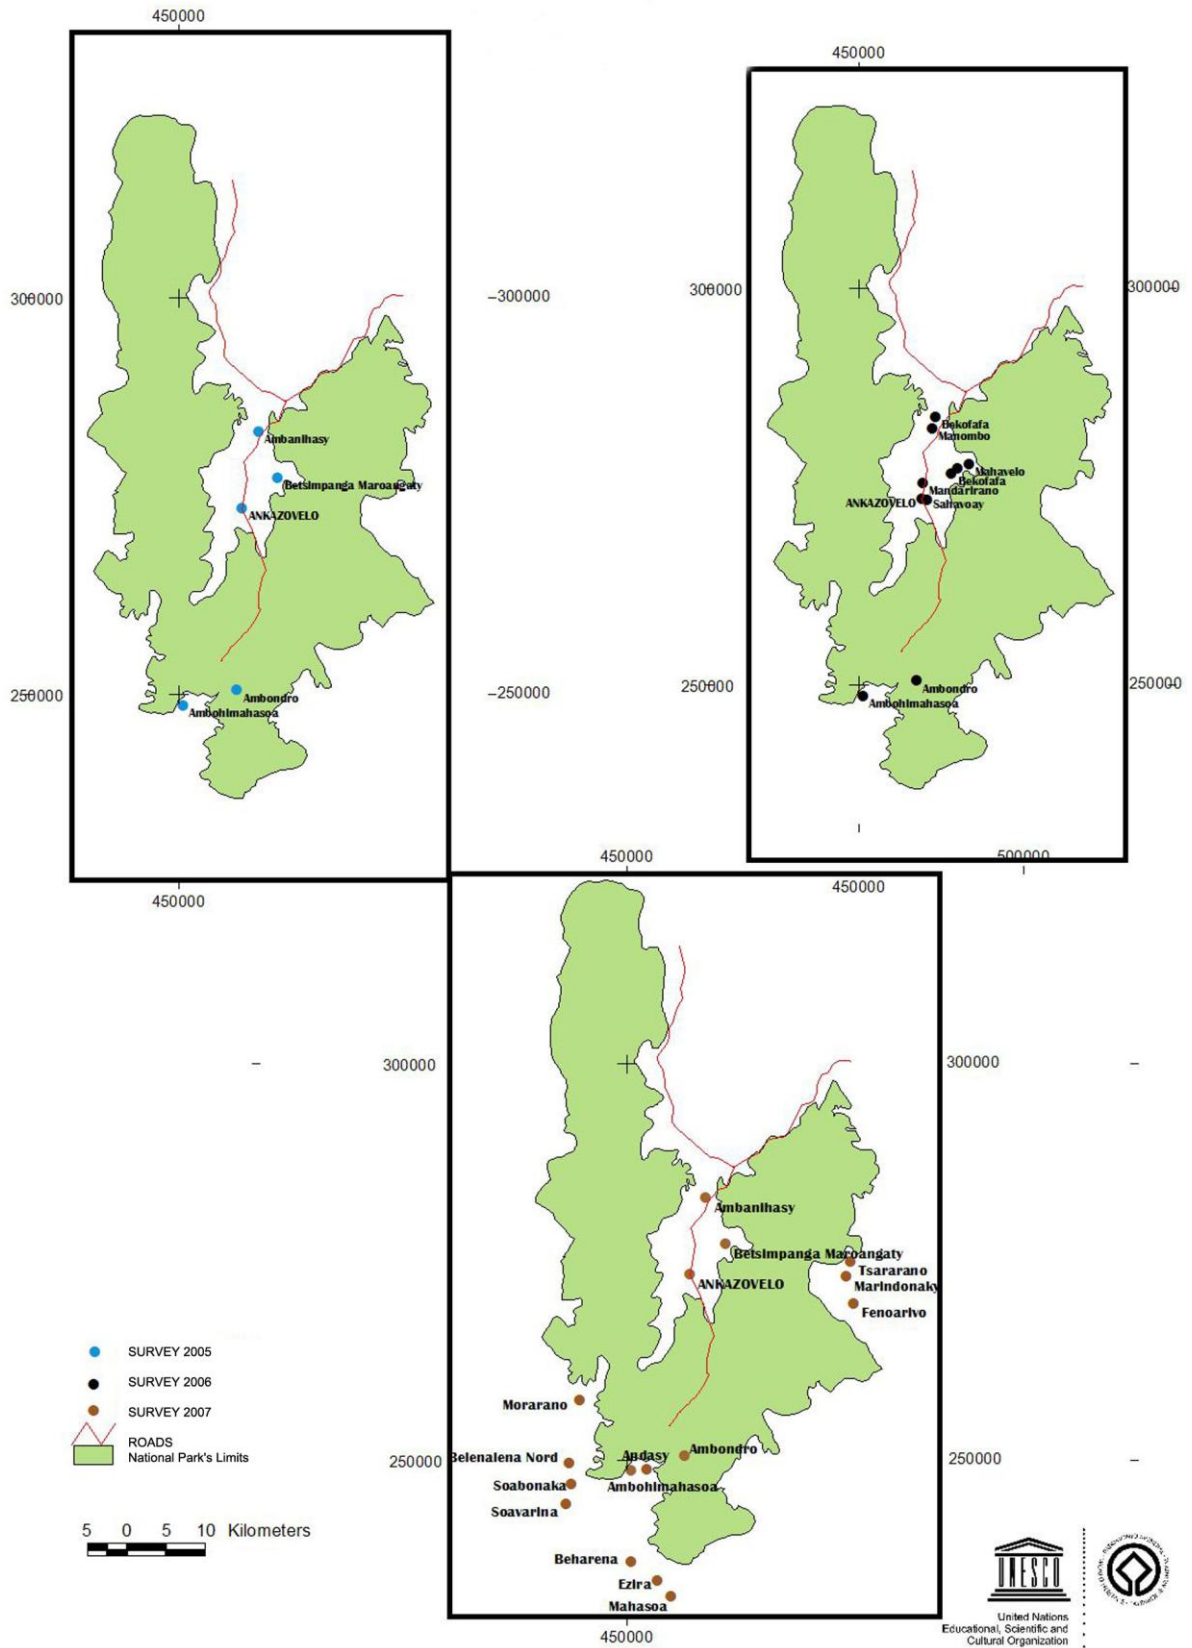 450000
450000
300000
300000
300000
300000
Ambanihasy
Betsimpanga Maroangaty
ANKAZOVELO
Bekofafa
Manombo
Mahavelo
Bekofafa
Mandarirano
ANKAZOVELO
Sahavoay
250000
250000
250000
250000
Ambondro
Ambohimahasoa
Ambondro
Ambohimahasoa
450000
500000
450000
450000
300000
300000
Ambanihasy
Betsimpanga Maroangaty
Tsararano
ANKAZOVELO
Marindonaky
Fenoarivo
SURVEY 2005
SURVEY 2006
SURVEY 2007
ROADS
National Park's Limits
Morarano
Belenalena Nord
Andasy
Ambondro
250000
250000
Soabonaka
Ambohimahasoa
Soavarina
5 0 5 10 Kilometers
Beharena
Ezira
Mahasoa
450000
UNESCO
United Nations
Educational, Scientific and
Cultural Organization